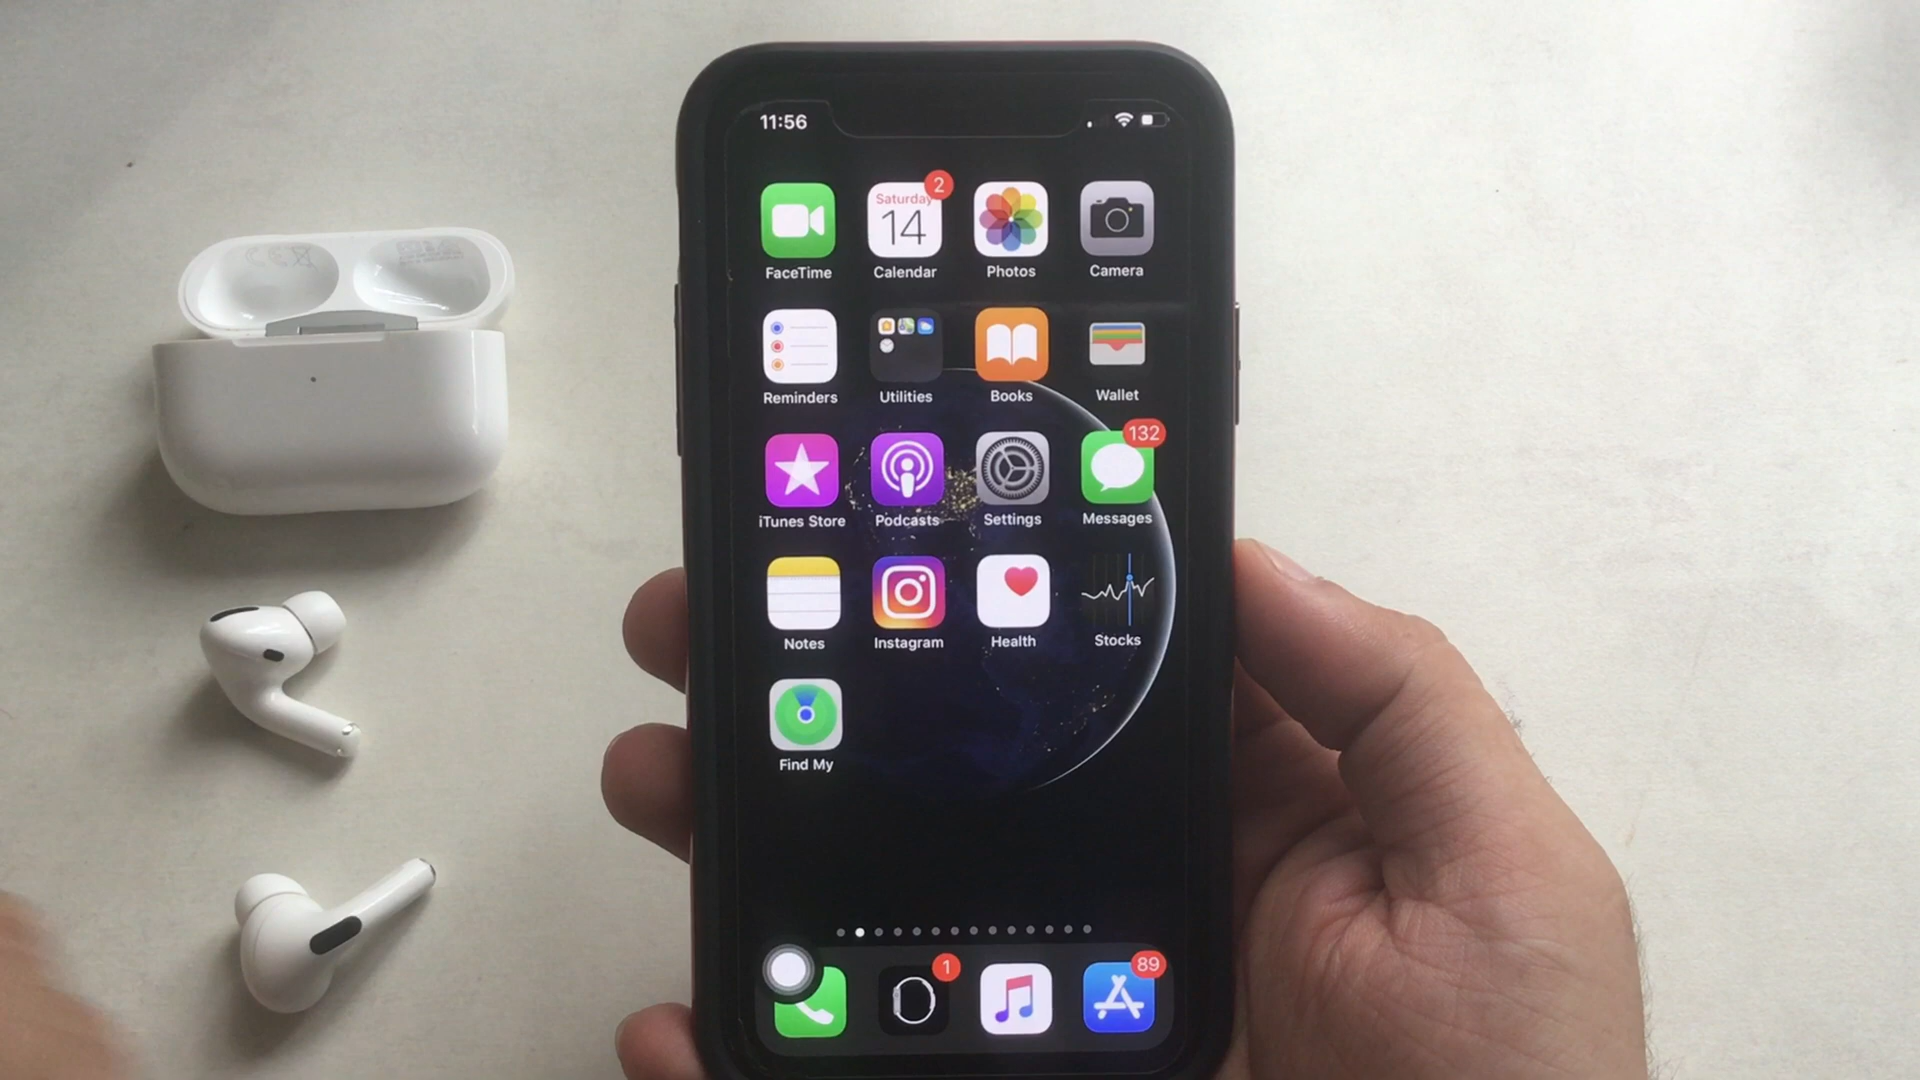 11:56
2
Saturday
14
FaceTime
Calendar
Photos
Camera
Reminders
Utilities
Books
Wallet
132
iTunes Store
Podcasts
Settings
Messages
Notes
Instagram
Health
Stocks
Find My
1
89